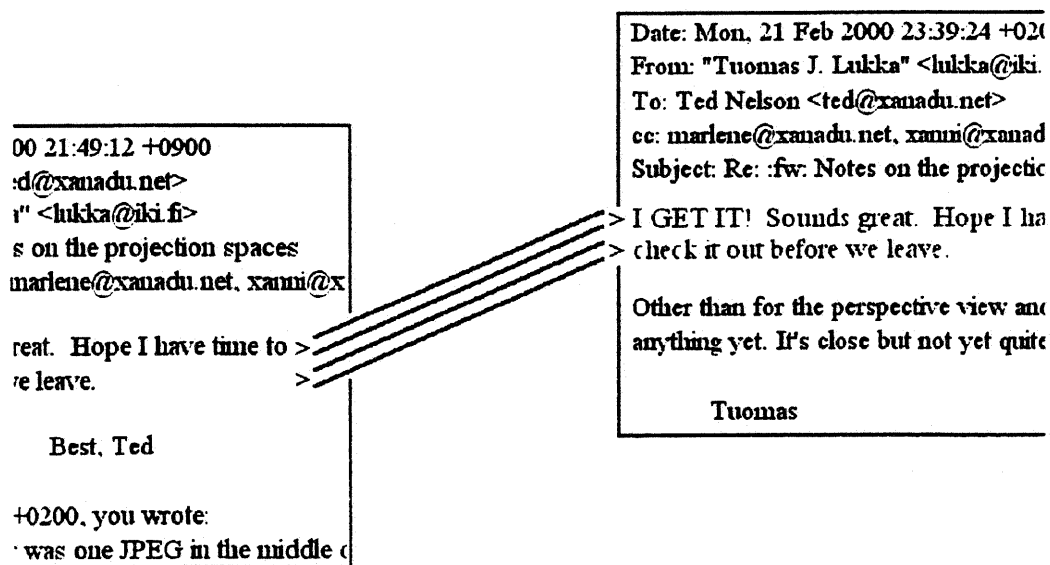 00 21:49:12 +0900
:d@xanadu.net>
" <lukka@iki.fi>
s on the projection spaces
marlene@xanadu.net, xanni@x
reat. Hope I have time to >
e leave. >
Best, Ted
+0200, you wrote:
was one JPEG in the middle
Date: Mon, 21 Feb 2000 23:39:24 +020
From: "Tuomas J. Lukka" <lukka@iki.
To: Ted Nelson <ted@xanadu.net>
cc: marlene@xanadu.net, xanni@xanad
Subject: Re: :fw: Notes on the projectio
> I GET IT! Sounds great. Hope I ha
> check it out before we leave.
Other than for the perspective view and
anything yet. It's close but not yet quite
Tuomas